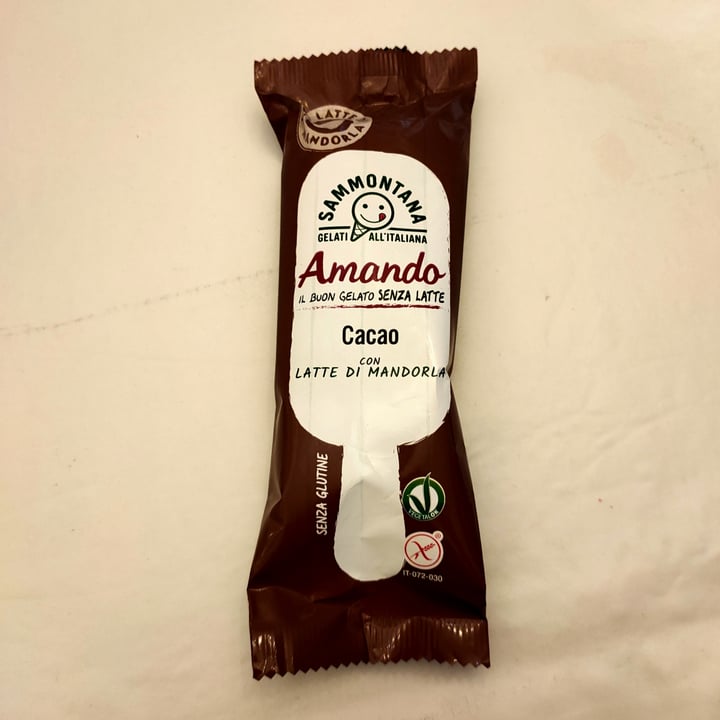 LATTE
MANDORLA
SAMMONTANA
GELATI ALL'ITALIANA
Amando
IL BUON GELATO SENZA LATTE
Cacao
CON
LATTE DI MANDORLA
SENZA GLUTINE
VEGETALOK
IT-072-030